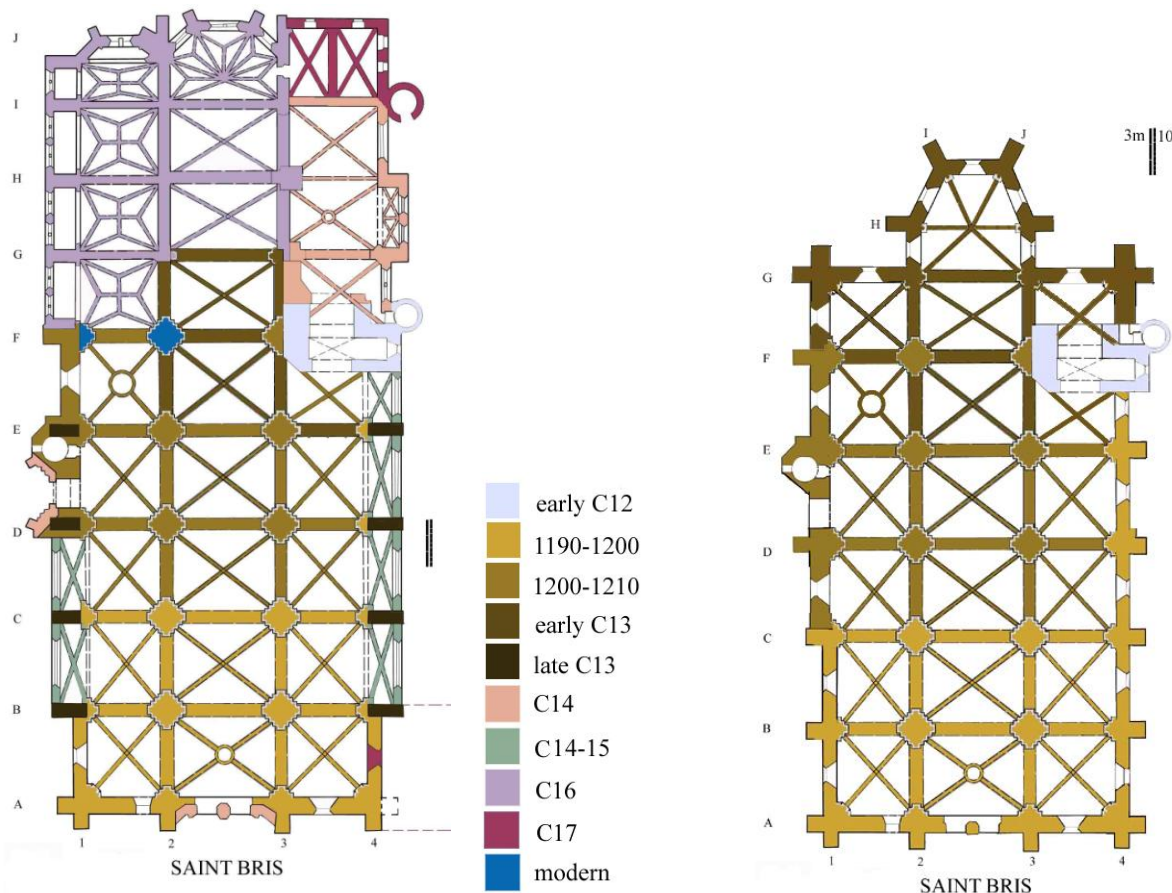 J
I
H
G
F
E
D
C
B
A
1 2 3 4
SAINT BRIS
early C12
1190-1200
1200-1210
early C13
late C13
C14
C14-15
C16
C17
modern
I J
3m 10
H
G
F
E
D
C
B
A
1 2 3 4
SAINT BRIS